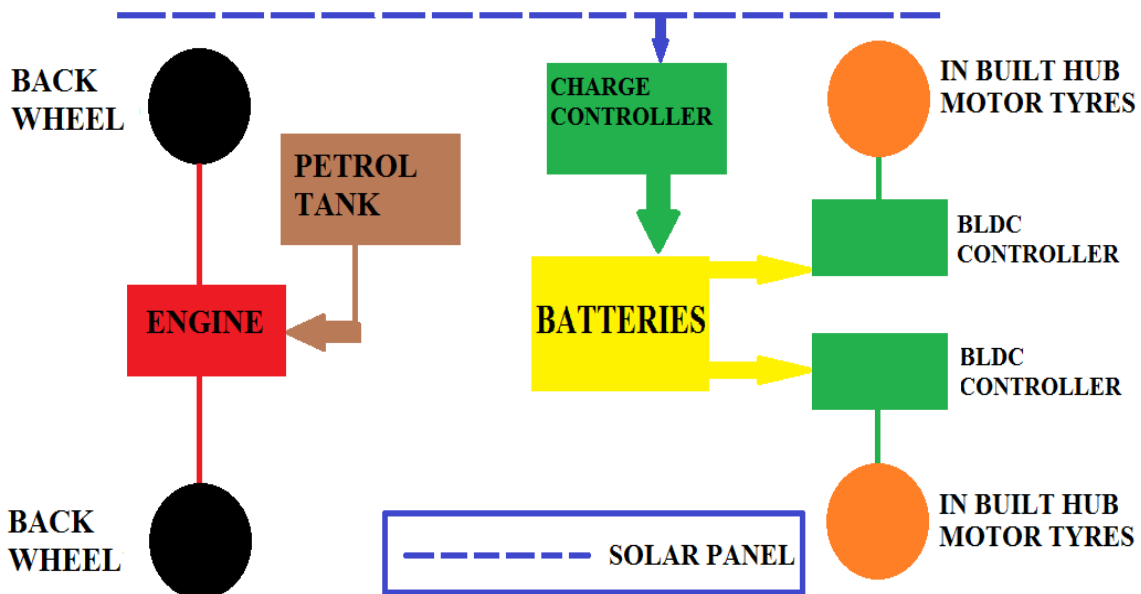 BACK
WHEEL
PETROL
TANK
ENGINE
BACK
WHEEL
CHARGE
CONTROLLER
BATTERIES
IN BUILT HUB
MOTOR TYRES
BLDC
CONTROLLER
BLDC
CONTROLLER
IN BUILT HUB
MOTOR TYRES
SOLAR PANEL